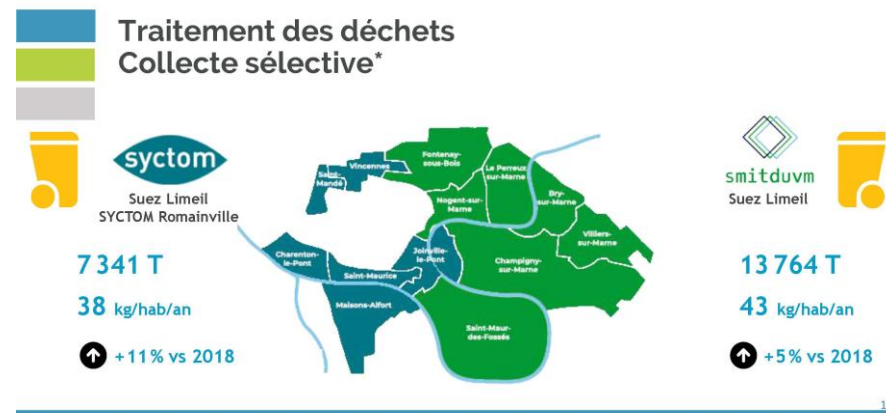 Traitement des déchets
Collecte sélective*
syctom
Suez Limeil
SYCTOM Romainville
7 341 T
38 kg/hab/an
+11% vs 2018
Saint-
Mandé
Vincennes
Fontenay-
sous-Bois
Le Perreux
sur-Marne
Nogent-sur-
Marne
Bry-
sur-Marne
Villiers-
sur-Marne
Charenton-
le-Pont
Saint-Maurice
Joinville-
le-Pont
Champigny-
sur-Marne
Maisons-Alfort
Saint-Maur-
des-Fossés
smitduvm
Suez Limeil
13 764 T
43 kg/hab/an
+5% vs 2018
1